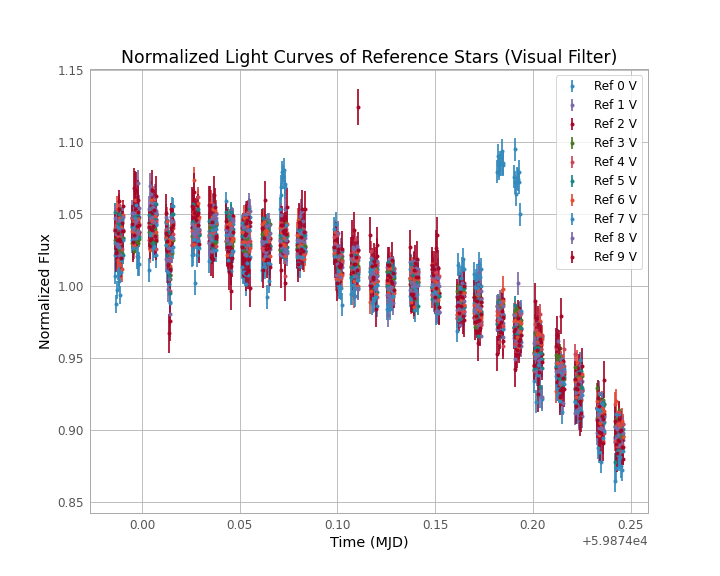 Normalized Light Curves of Reference Stars (Visual Filter)
1.15
1.10
1.05
1.00
0.95
0.90
0.85
Normalized Flux
Ref 0 V
Ref 1 V
Ref 2 V
Ref 3 V
Ref 4 V
Ref 5 V
Ref 6 V
Ref 7 V
Ref 8 V
Ref 9 V
0.00 0.05 0.10 0.15 0.20 0.25
Time (MJD)
+5.9874e4